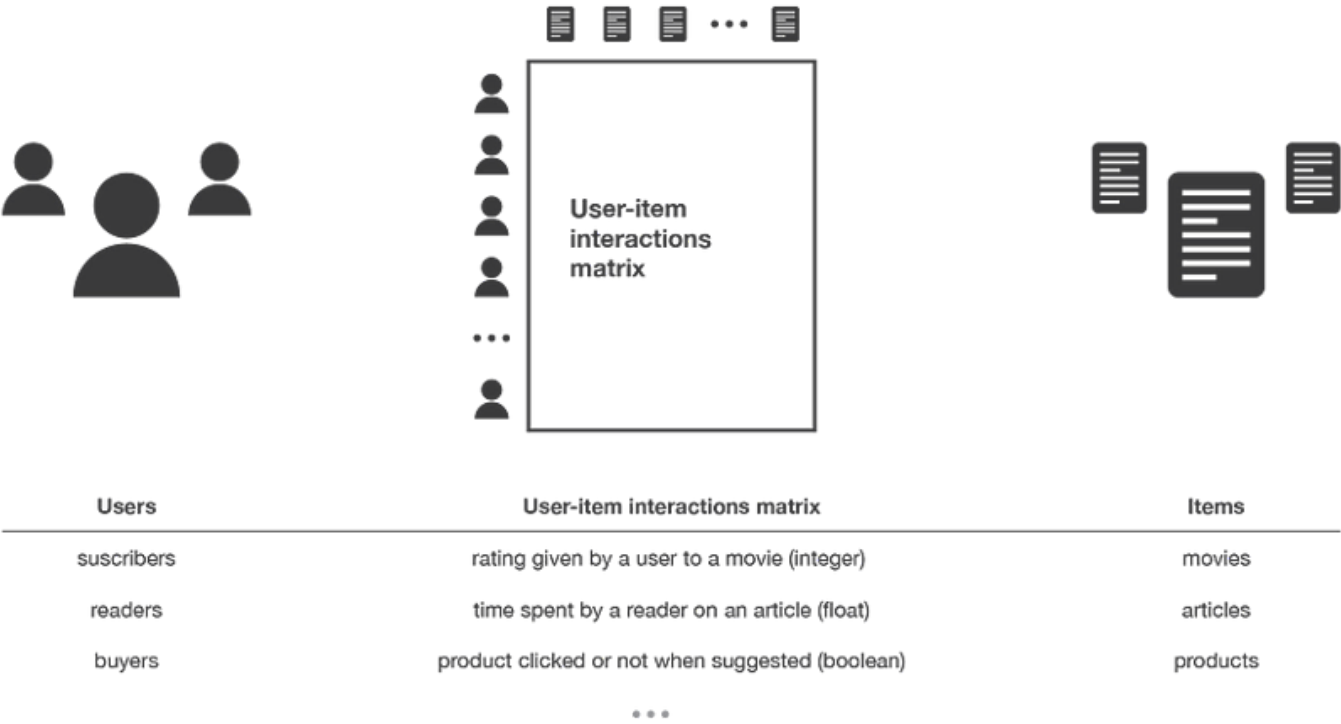 User-item
interactions
matrix
Users User-item interactions matrix Items
suscribers rating given by a user to a movie (integer) movies
readers time spent by a reader on an article (float) articles
buyers product clicked or not when suggested (boolean) products